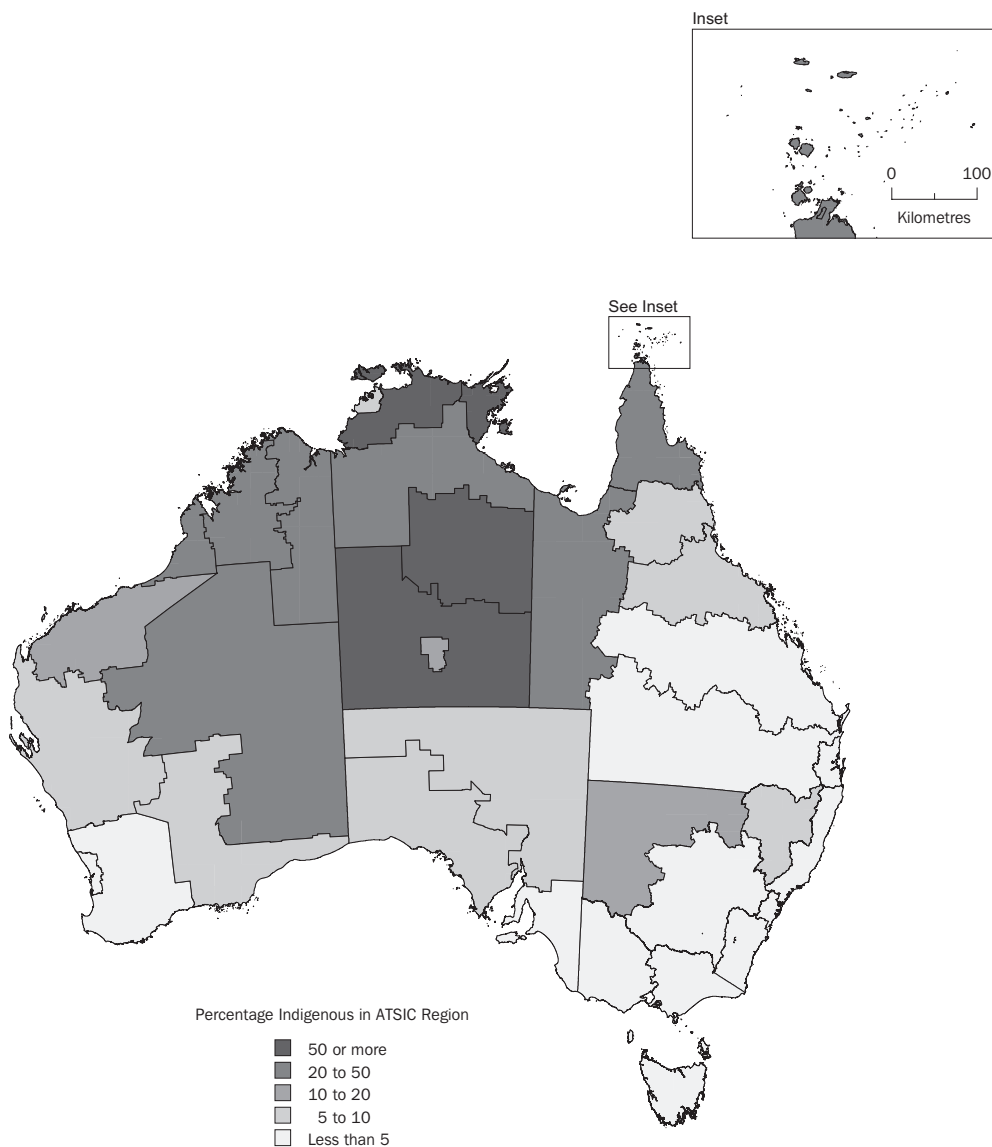 Inset
0 100
Kilometres
See Inset
Percentage Indigenous in ATSIC Region
50 or more
20 to 50
10 to 20
5 to 10
Less than 5